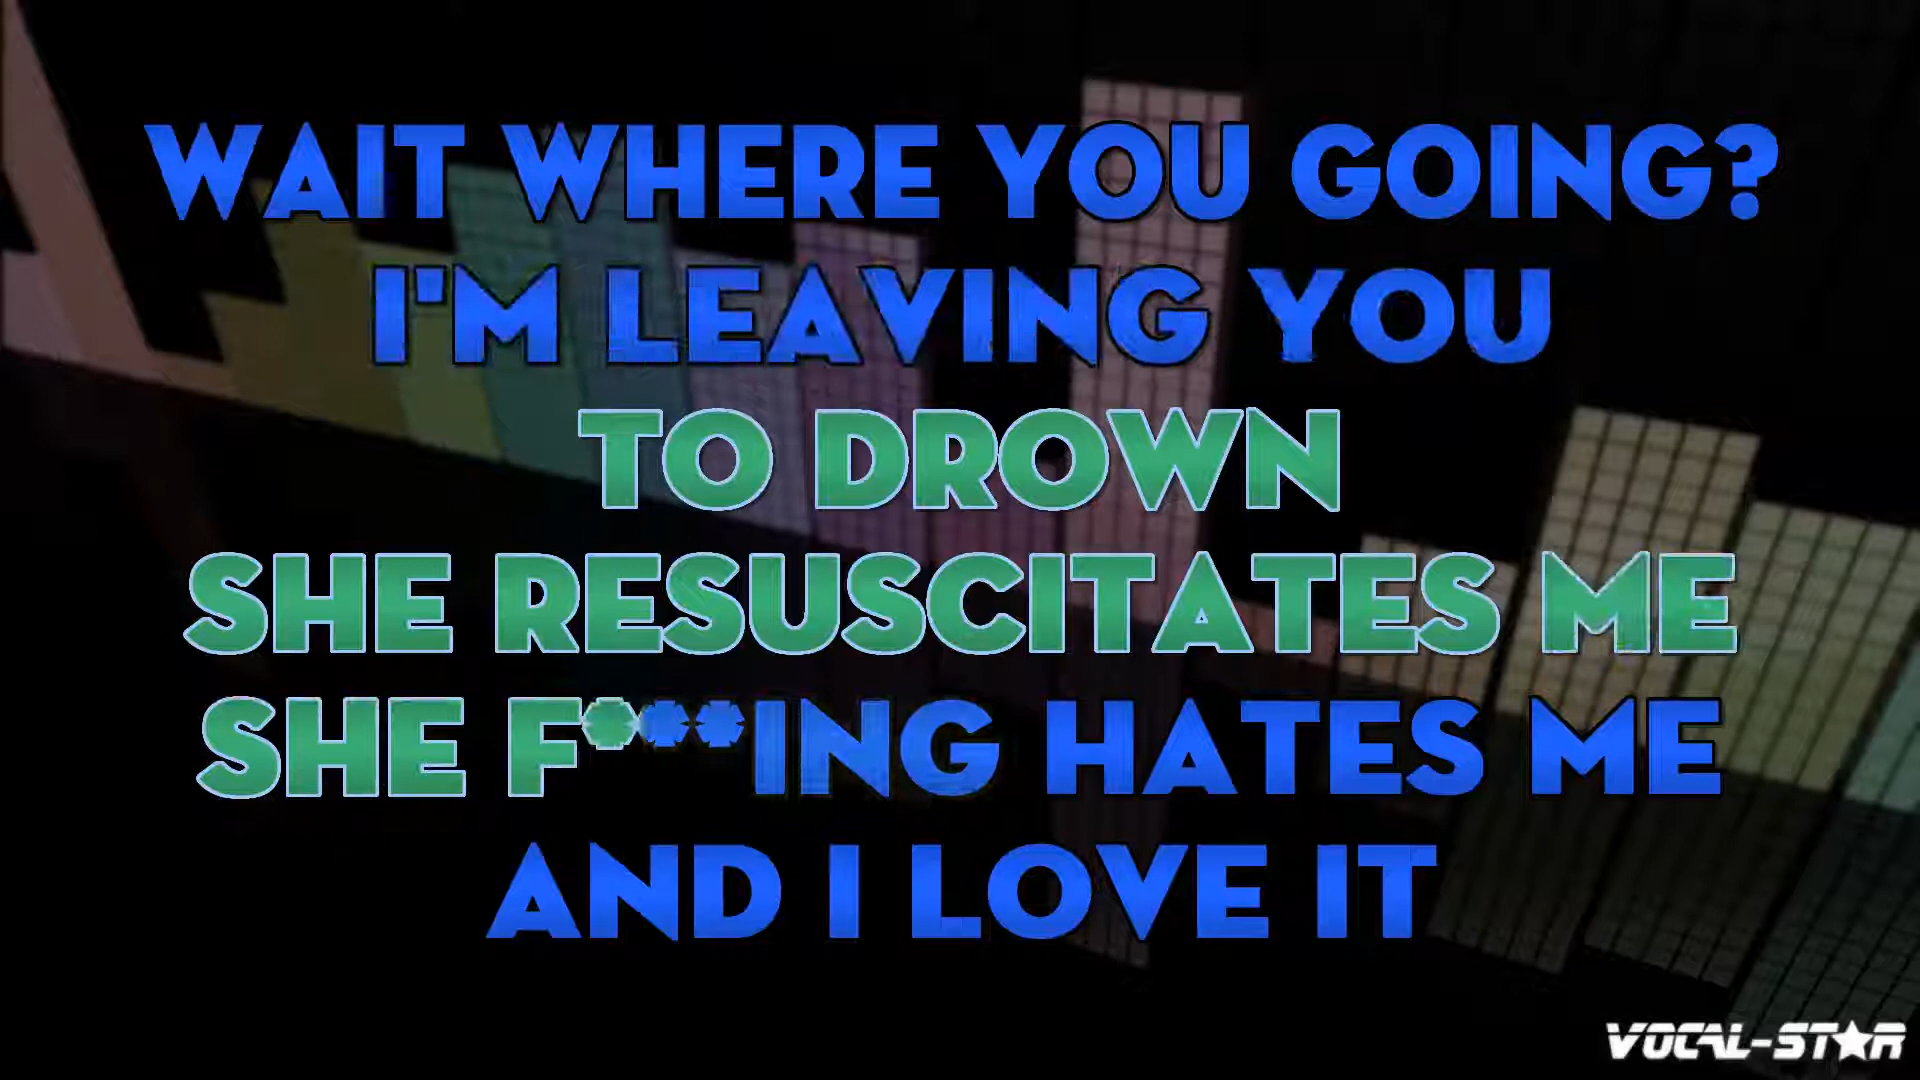 WAIT WHERE YOU GOING?
I'M LEAVING YOU
TO DROWN
SHE RESUSCITATES ME
SHE F***ING HATES ME
AND I LOVE IT
VOCAL-STAR